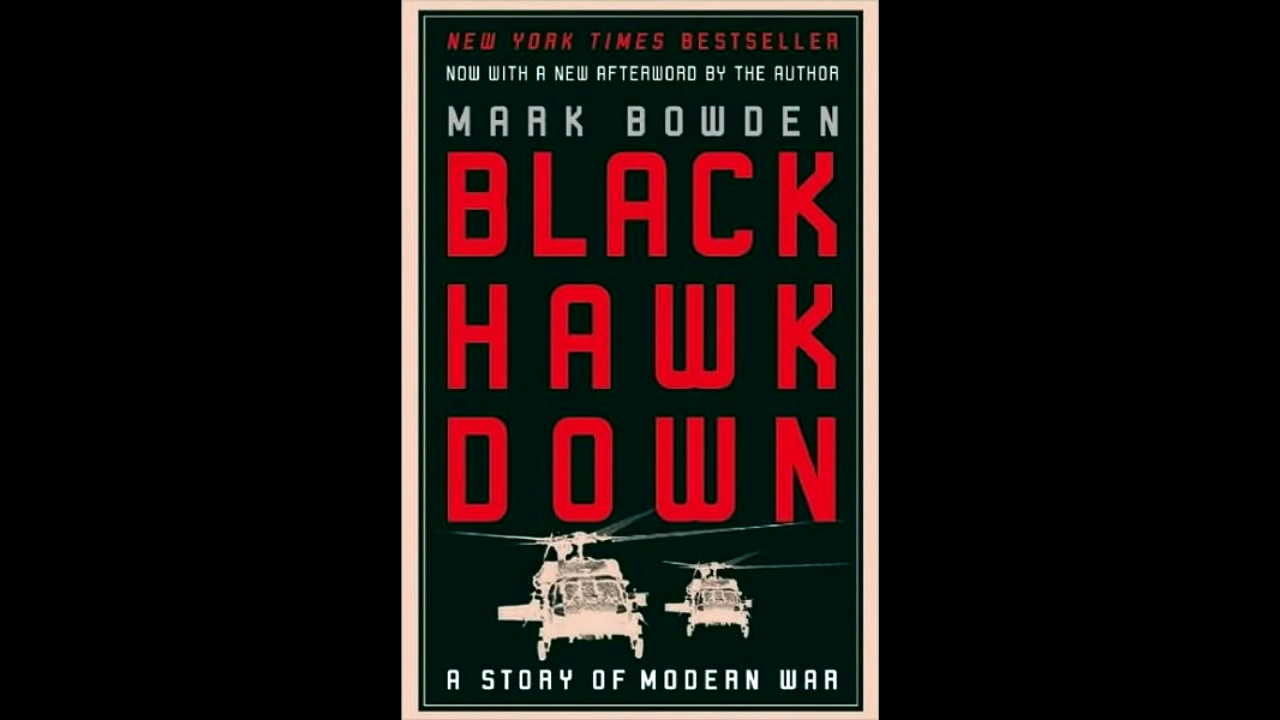 NEW YORK TIMES BESTSELLER
NOW WITH A NEW AFTERWORD BY THE AUTHOR
MARK BOWDEN
BLACK
HAWK
DOWN
A STORY OF MODERN WAR